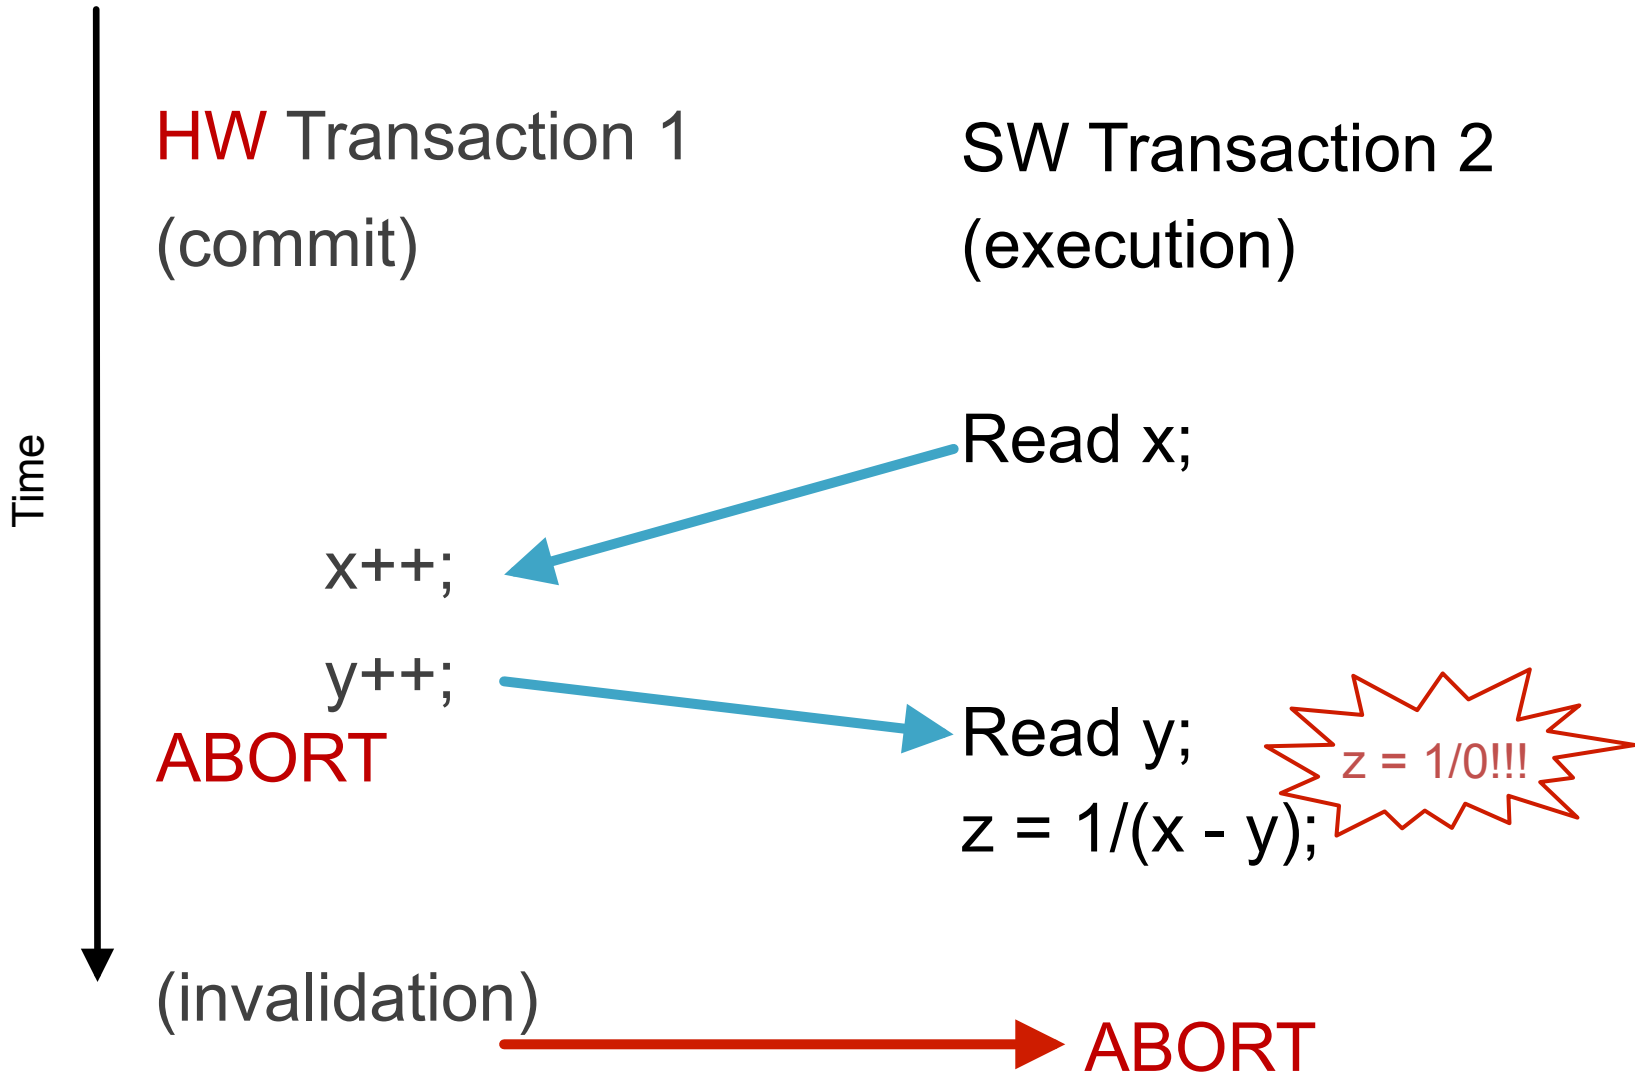 HW Transaction 1
(commit)
SW Transaction 2
(execution)
Time
Read x;
x++;
y++;
ABORT
Read y;
z = 1/(x - y);
z = 1/0!!!
(invalidation)
ABORT